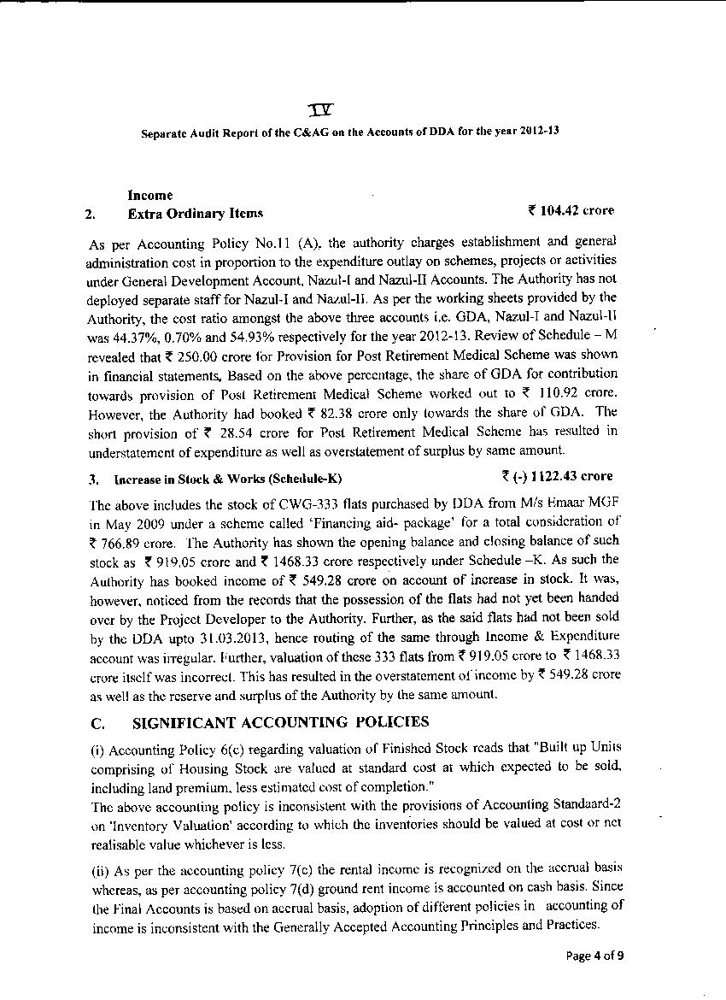 IV
Separate Audit Report of the C&AG on the Accounts of DDA for the year 2012-13
Income
2. Extra Ordinary Items ₹ 104.42 crore
As per Accounting Policy No.11 (A), the authority charges establishment and general
administration cost in proportion to the expenditure outlay on schemes, projects or activities
under General Development Account, Nazul-I and Nazul-II Accounts. The Authority has not
deployed separate staff for Nazul-I and Nazul-II. As per the working sheets provided by the
Authority, the cost ratio amongst the above three accounts i.e. GDA, Nazul-I and Nazul-II
was 44.37%, 0.70% and 54.93% respectively for the year 2012-13. Review of Schedule – M
revealed that ₹ 250.00 crore for Provision for Post Retirement Medical Scheme was shown
in financial statements, Based on the above percentage, the share of GDA for contribution
towards provision of Post Retirement Medical Scheme worked out to ₹ 110.92 crore.
However, the Authority had booked ₹ 82.38 crore only towards the share of GDA. The
short provision of ₹ 28.54 crore for Post Retirement Medical Scheme has resulted in
understatement of expenditure as well as overstatement of surplus by same amount.
3. Increase in Stock & Works (Schedule-K) ₹ (-) 1122.43 crore
The above includes the stock of CWG-333 flats purchased by DDA from M/s Emaar MGF
in May 2009 under a scheme called ‘Financing aid- package’ for a total consideration of
₹ 766.89 crore. The Authority has shown the opening balance and closing balance of such
stock as ₹ 919.05 crore and ₹ 1468.33 crore respectively under Schedule –K. As such the
Authority has booked income of ₹ 549.28 crore on account of increase in stock. It was,
however, noticed from the records that the possession of the flats had not yet been handed
over by the Project Developer to the Authority. Further, as the said flats had not been sold
by the DDA upto 31.03.2013, hence routing of the same through Income & Expenditure
account was irregular. Further, valuation of these 333 flats from ₹ 919.05 crore to ₹ 1468.33
crore itself was incorrect. This has resulted in the overstatement of income by ₹ 549.28 crore
as well as the reserve and surplus of the Authority by the same amount.
C. SIGNIFICANT ACCOUNTING POLICIES
(i) Accounting Policy 6(c) regarding valuation of Finished Stock reads that "Built up Units
comprising of Housing Stock are valued at standard cost at which expected to be sold,
including land premium, less estimated cost of completion."
The above accounting policy is inconsistent with the provisions of Accounting Standaard-2
on 'Inventory Valuation' according to which the inventories should be valued at cost or net
realisable value whichever is less.
(ii) As per the accounting policy 7(c) the rental income is recognized on the accrual basis
whereas, as per accounting policy 7(d) ground rent income is accounted on cash basis. Since
the Final Accounts is based on accrual basis, adoption of different policies in accounting of
income is inconsistent with the Generally Accepted Accounting Principles and Practices.
Page 4 of 9